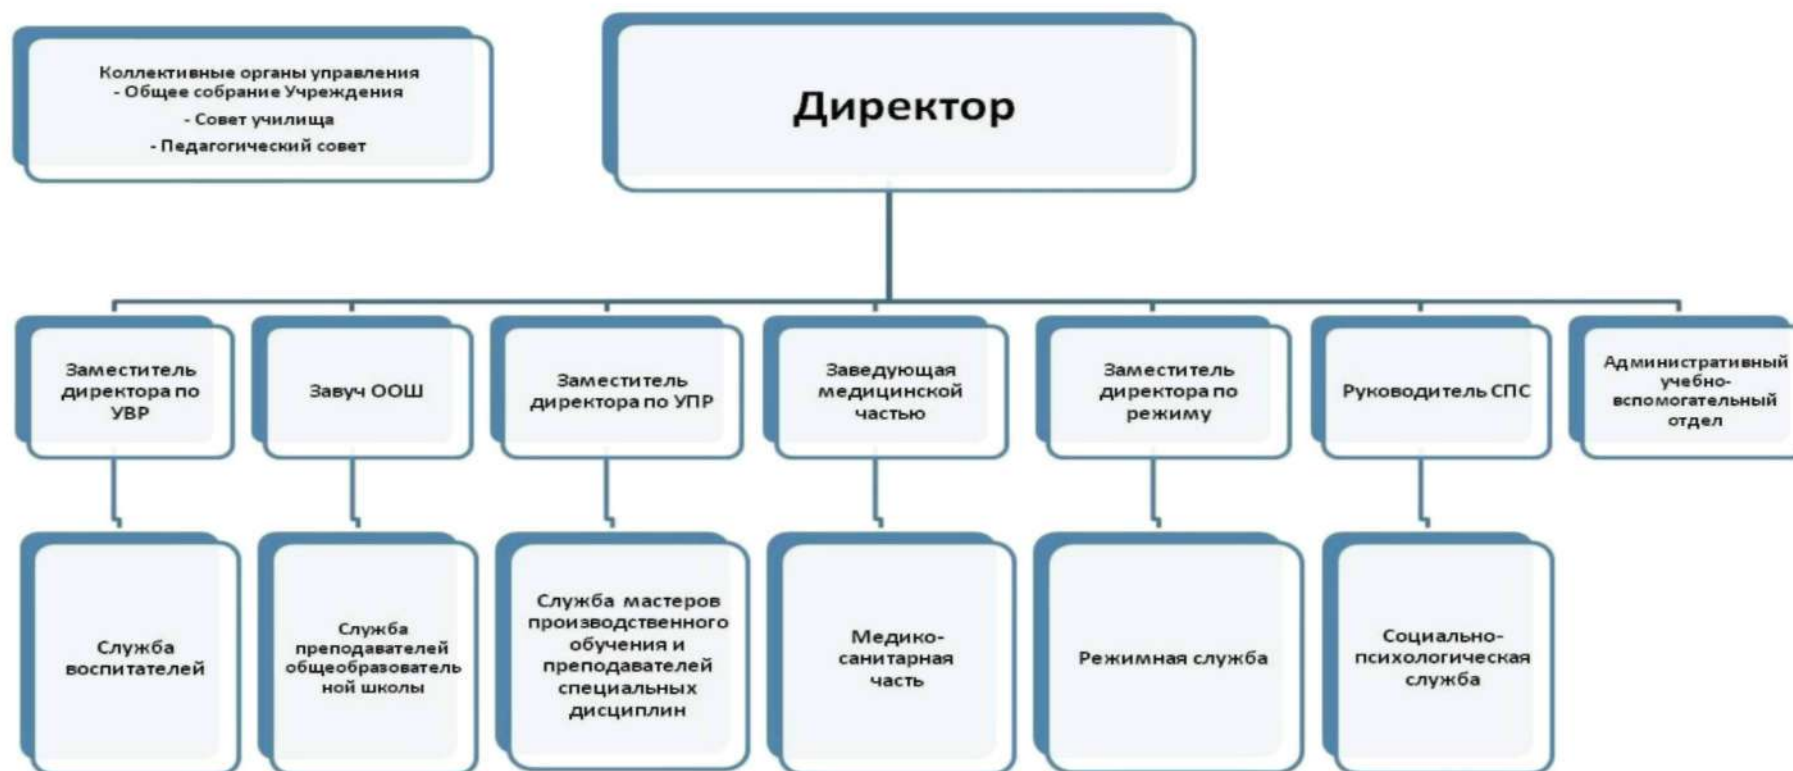 Коллективные органы управления
- Общее собрание Учреждения
- Совет училища
- Педагогический совет
Директор
Заместитель
директора по
УВР
Завуч ООШ
Заместитель
директора по УПР
Заведующая
медицинской
частью
Заместитель
директора по
режиму
Руководитель СПС
Административный
учебно-
вспомогательный
отдел
Служба
воспитателей
Служба
преподавателей
общеобразователь
ной школы
Служба мастеров
производственного
обучения и
преподавателей
специальных
дисциплин
Медико-
санитарная
часть
Режимная служба
Социально-
психологическая
служба